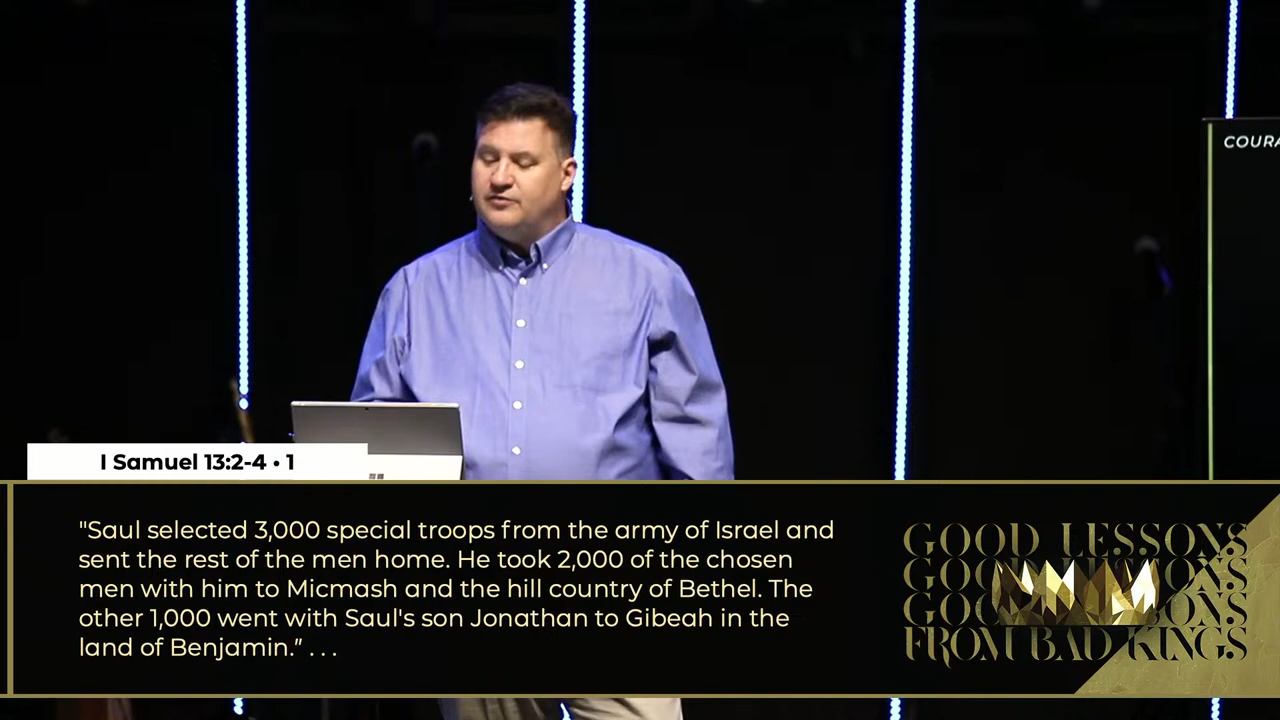 COURA
I Samuel 13:2-4 • 1
"Saul selected 3,000 special troops from the army of Israel and
sent the rest of the men home. He took 2,000 of the chosen
men with him to Micmash and the hill country of Bethel. The
other 1,000 went with Saul's son Jonathan to Gibeah in the
land of Benjamin.” . . .
GOOD LESSONS
FROM BAD KINGS